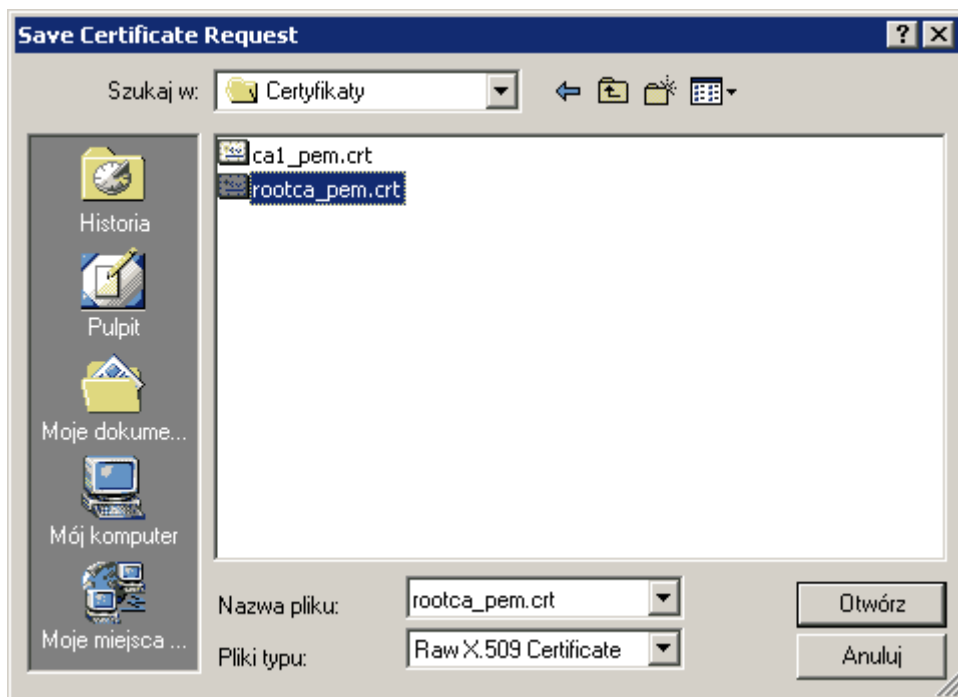 Save Certificate Request
Szukaj w: Certyfikaty
ca1_pem.crt
rootca_pem.crt
Historia
Pulpit
Moje dokume...
Mój komputer
Moje miejsca ...
Nazwa pliku: rootca_pem.crt Otwórz
Pliki typu: Raw X.509 Certificate Anuluj